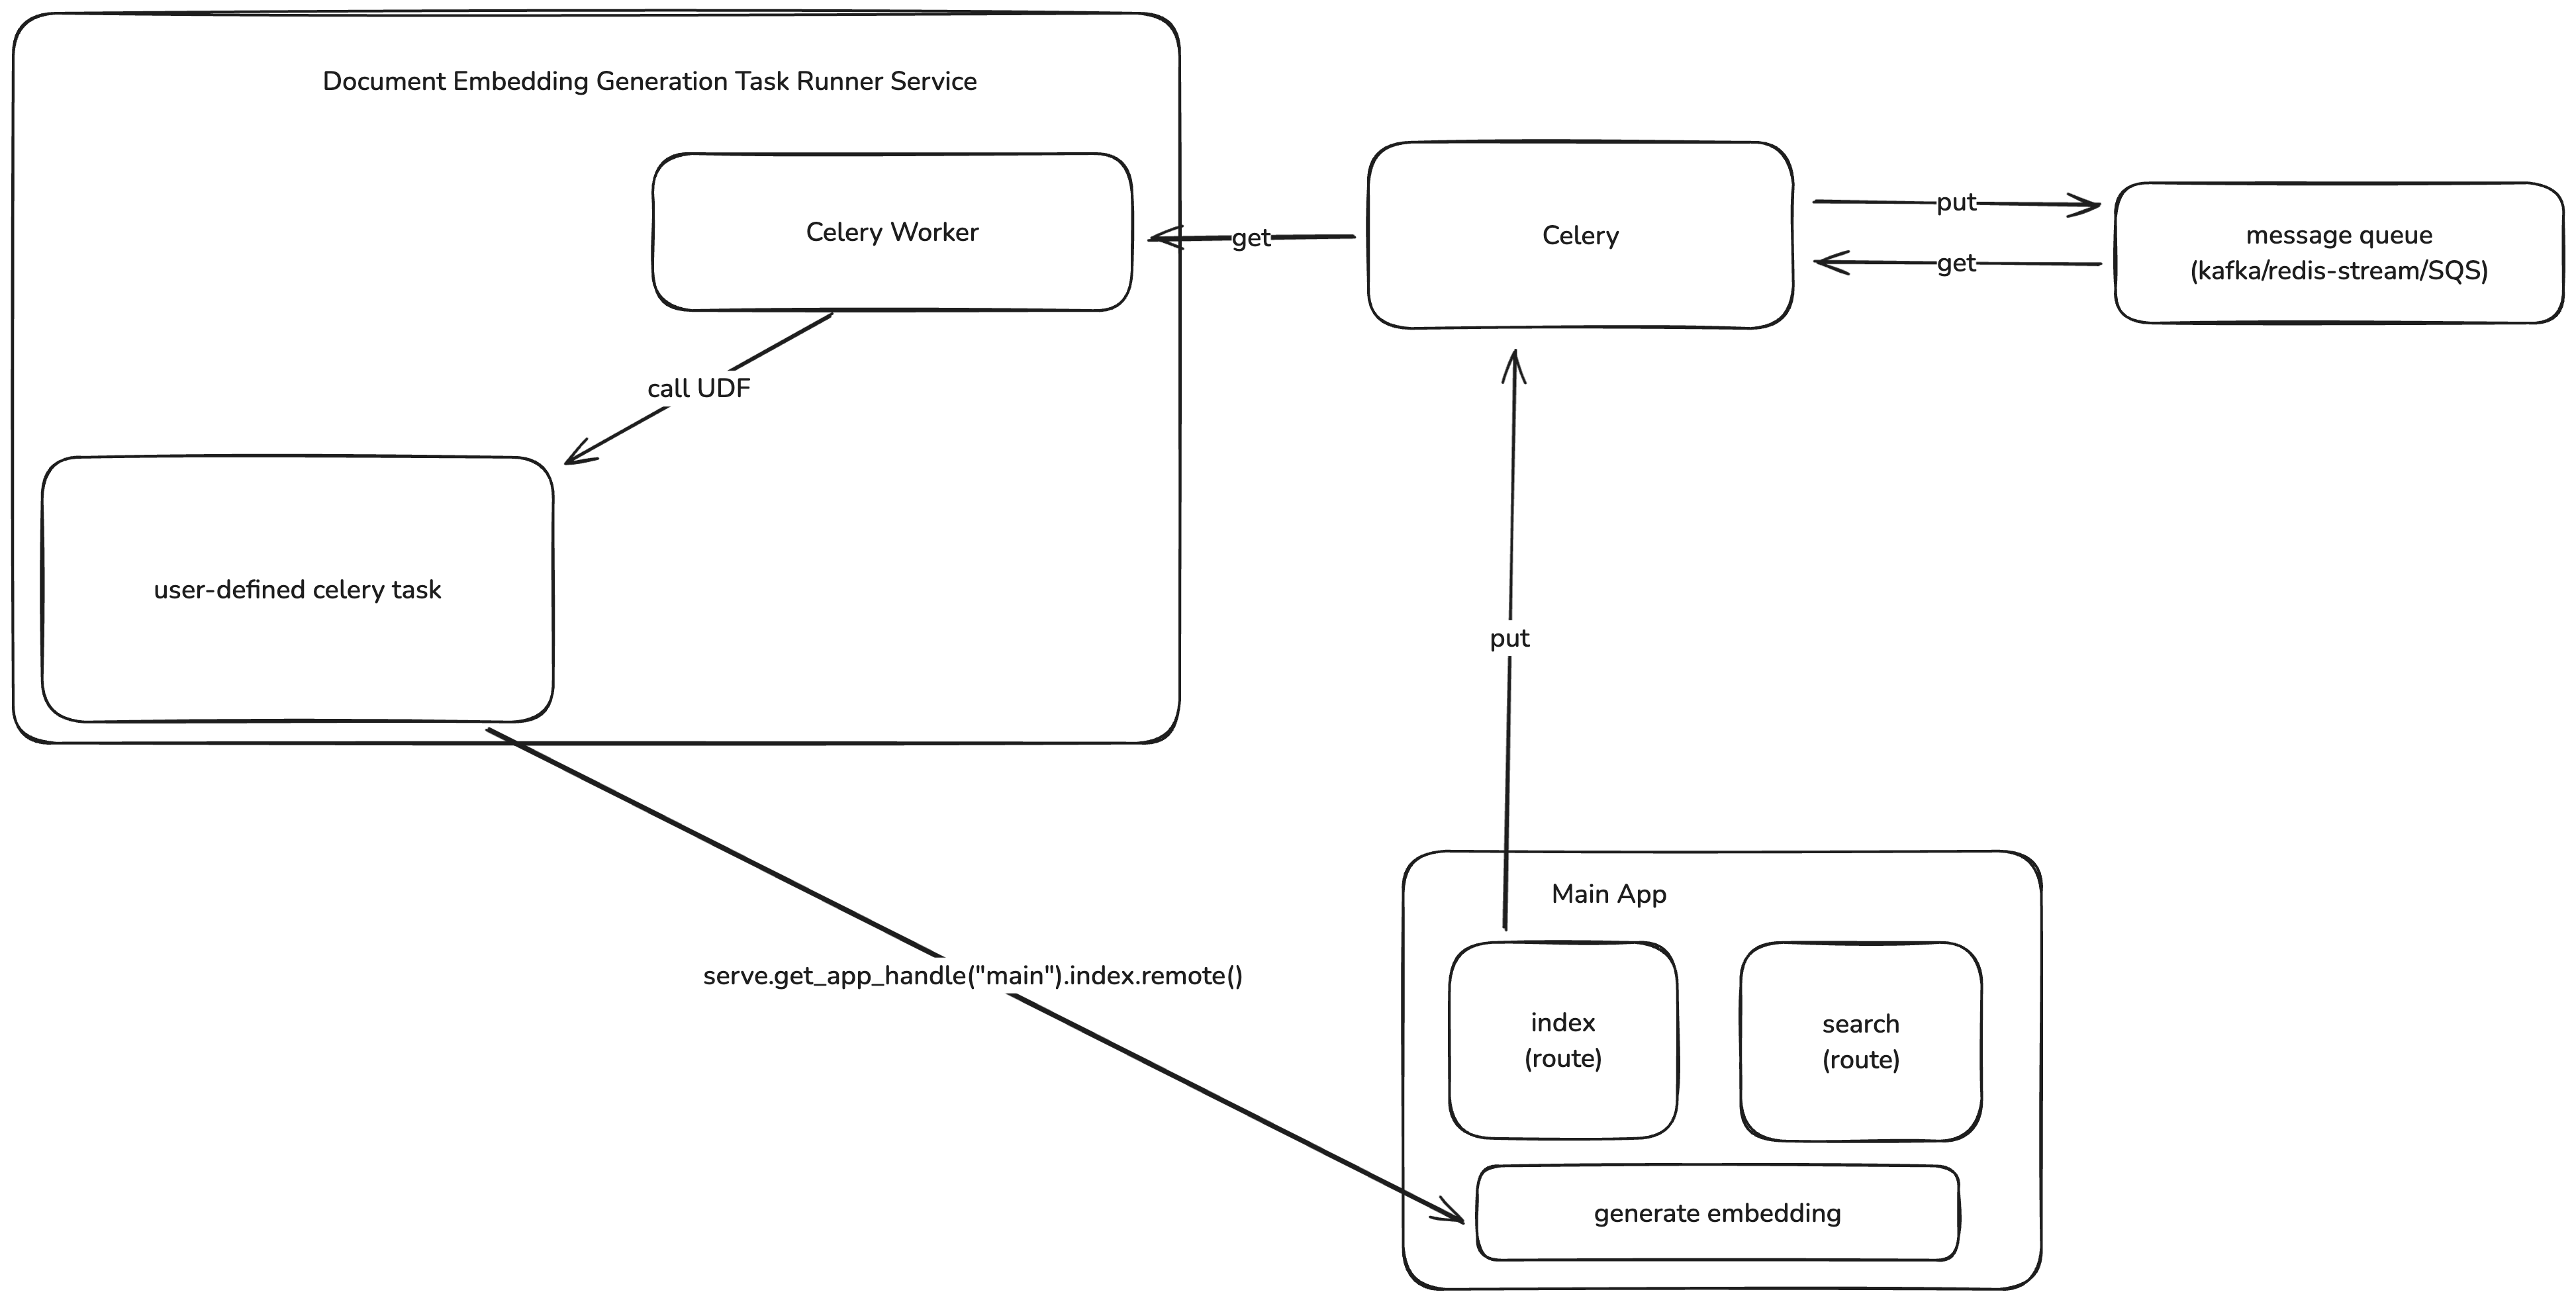 Document Embedding Generation Task Runner Service
Celery Worker
get
Celery
put
get
message queue
(kafka/redis-stream/SQS)
call UDF
user-defined celery task
put
serve.get_app_handle("main").index.remote()
Main App
index
(route)
search
(route)
generate embedding